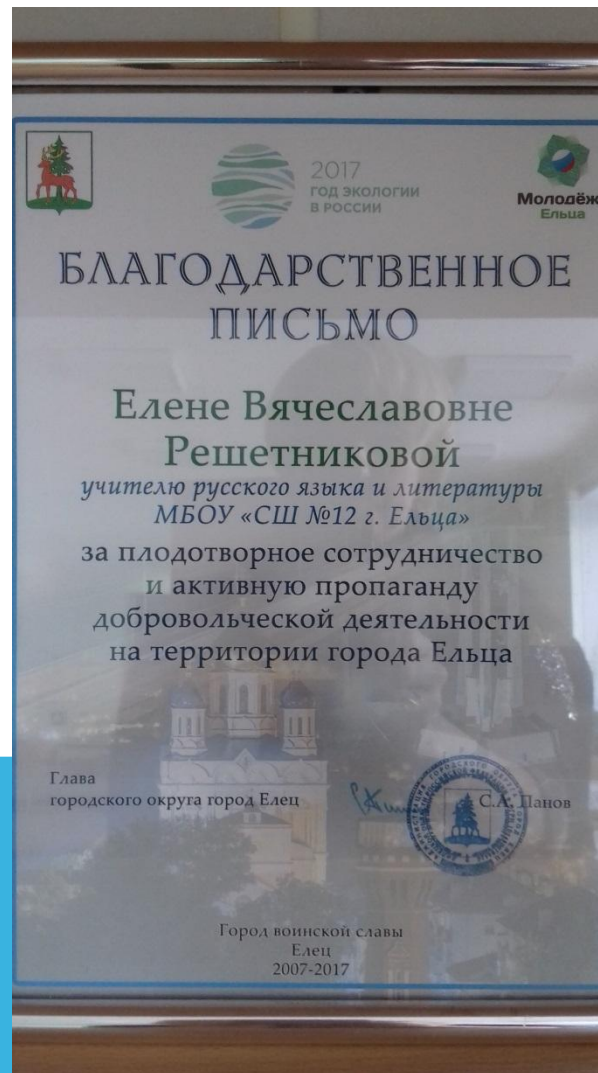 2017
ГОД ЭКОЛОГИИ
В РОССИИ
Молодёж
Ельца
БЛАГОДАРСТВЕННОЕ
ПИСЬМО
Елене Вячеславовне
Решетниковой
учителю русского языка и литературы
МБОУ «СШ №12 г. Ельца»
за плодотворное сотрудничество
и активную пропаганду
добровольческой деятельности
на территории города Ельца
Глава
городского округа город Елец
С.А. Панов
Город воинской славы
Елец
2007-2017